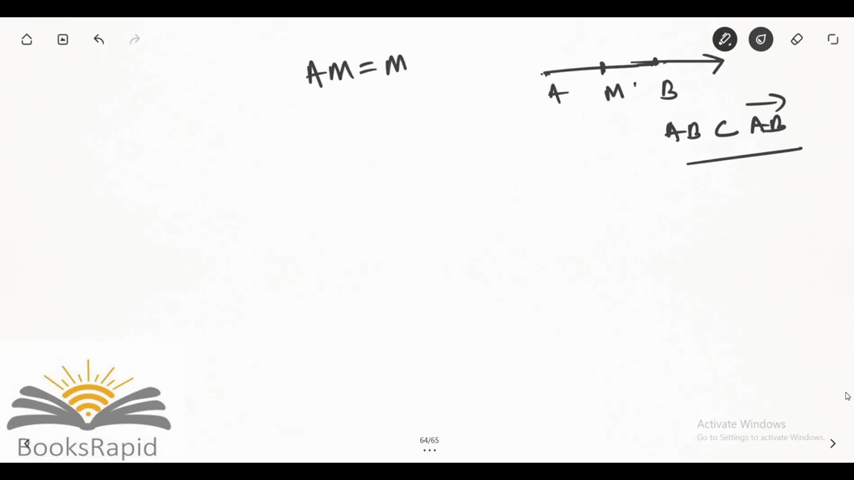 AM = M
A M B
AB ⊂ AB
BooksRapid
64/65
Activate Windows
Go to Settings to activate Windows.